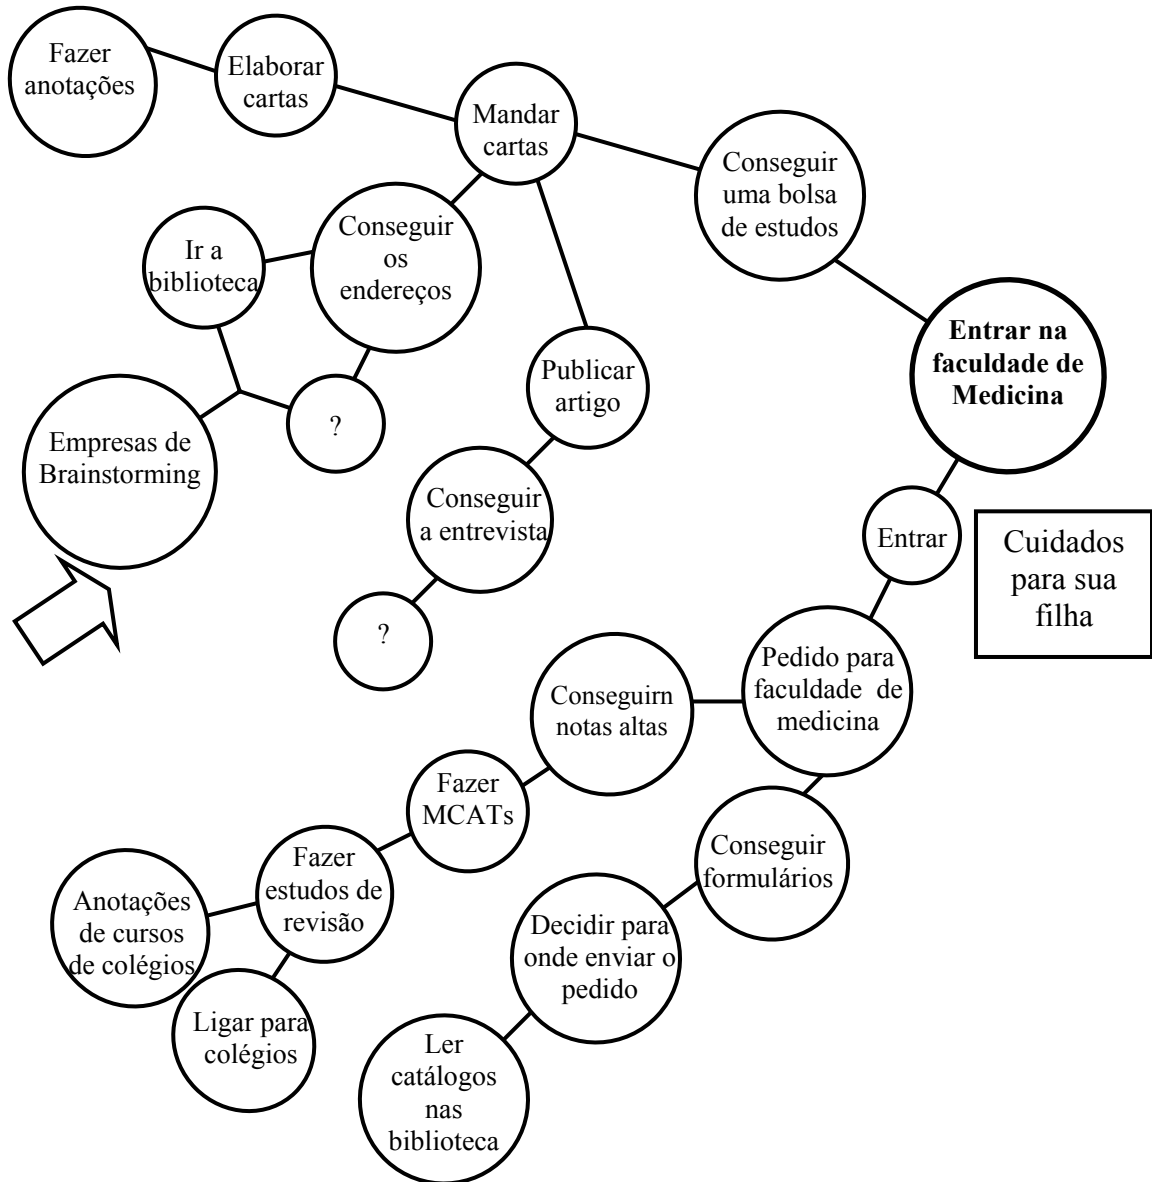 Fazer
anotações
Elaborar
cartas
Mandar
cartas
Conseguir
uma bolsa
de estudos
Ir a
biblioteca
Conseguir
os
endereços
Entrar na
faculdade de
Medicina
Publicar
artigo
?
Empresas de
Brainstorming
Conseguir
a entrevista
Entrar
Cuidados
para sua
filha
?
Pedido para
faculdade de
medicina
Conseguirn
notas altas
Fazer
MCATs
Conseguir
formulários
Fazer
estudos de
revisão
Anotações
de cursos
de colégios
Decidir para
onde enviar o
pedido
Ligar para
colégios
Ler
catálogos
nas
biblioteca